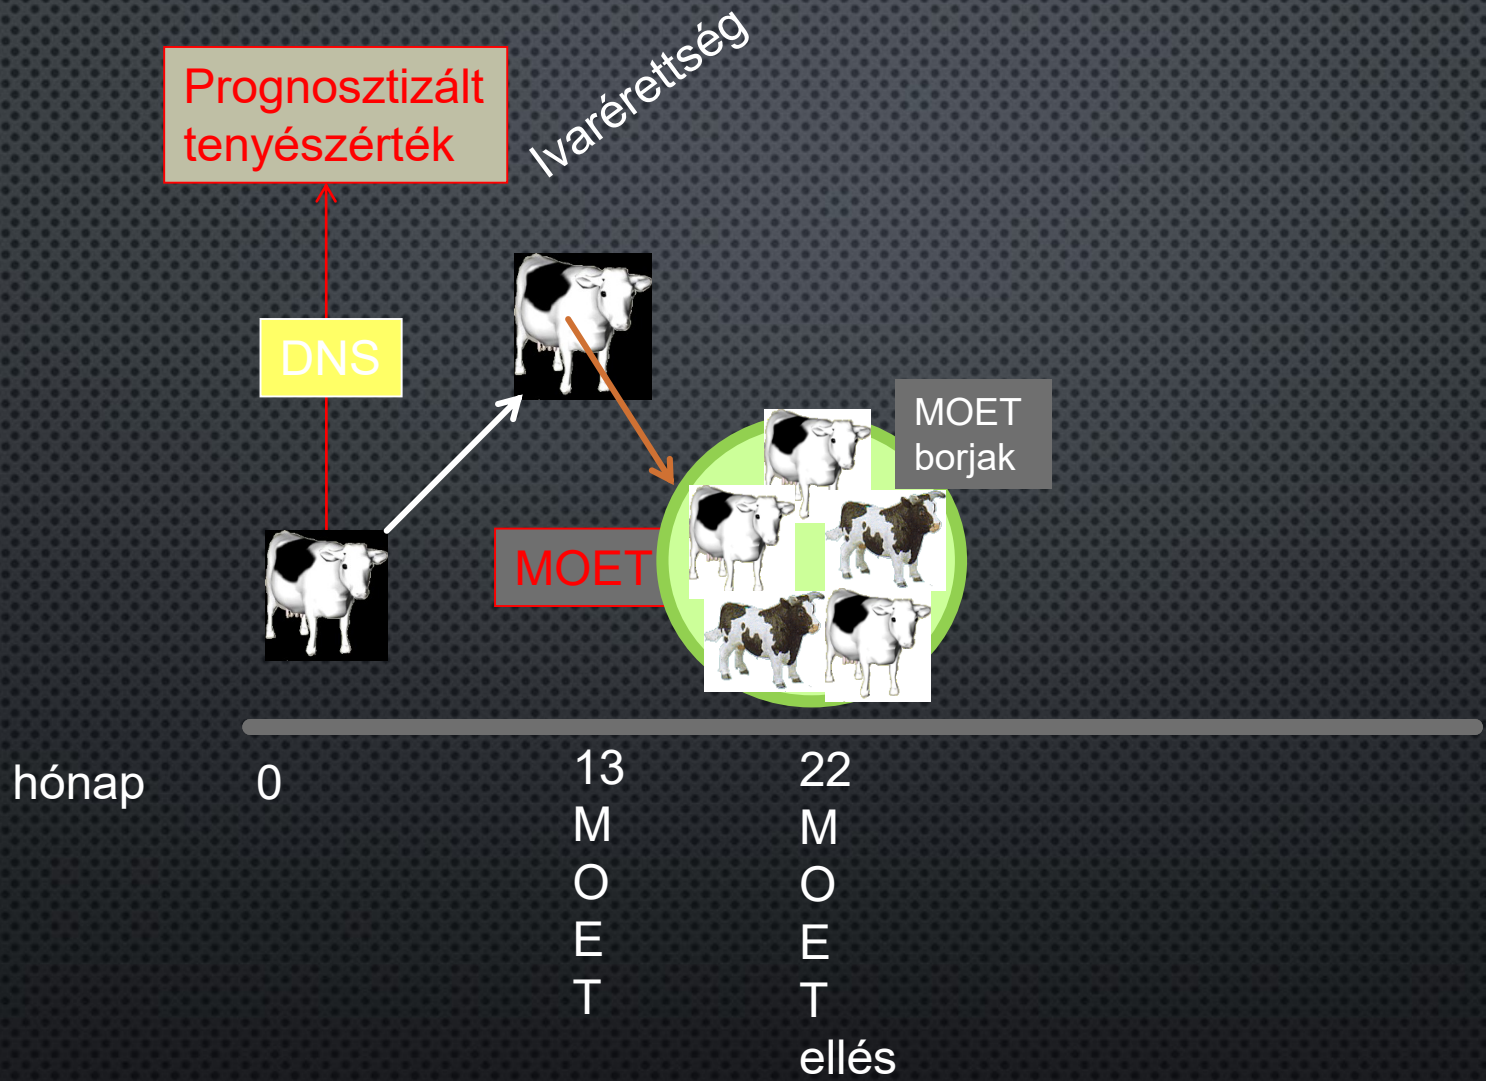 Prognosztizált
tenyészérték
Ivarérettség
DNS
MOET
borjak
MOET
hónap
0
13
M
O
E
T
22
M
O
E
T
ellés